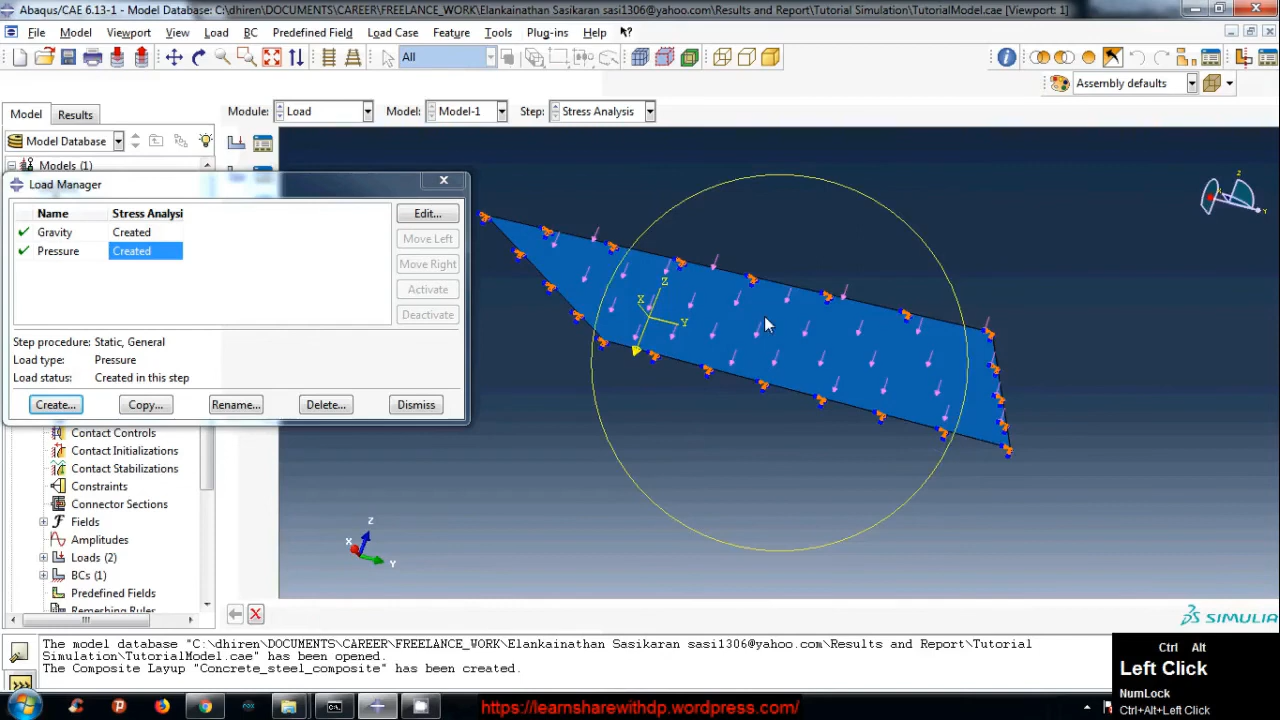 Abaqus/CAE 6.13-1 - Model Database: C:\dhiren\DOCUMENTS\CAREER\FREELANCE_WORK\Elankainathan Sasikaran sasi1306@yahoo.com\Results and Report\Tutorial Simulation\TutorialModel.cae [Viewport: 1]
File Model Viewport View Load BC Predefined Field Load Case Feature Tools Plug-ins Help
All
Assembly defaults
Model Results Module: Load Model: Model-1 Step: Stress Analysis
Model Database
Models (1)
Load Manager
Name Stress Analysi
Gravity Created
Pressure Created
Edit...
Move Left
Move Right
Activate
Deactivate
Step procedure: Static, General
Load type: Pressure
Load status: Created in this step
Create... Copy... Rename... Delete... Dismiss
Contact Controls
Contact Initializations
Contact Stabilizations
Constraints
Connector Sections
Fields
Amplitudes
Loads (2)
BCs (1)
Predefined Fields
Remeshing Rules
Z
X
Y
Z
X
Y
Z
Y
SIMULIA
The model database "C:\dhiren\DOCUMENTS\CAREER\FREELANCE_WORK\Elankainathan Sasikaran sasi1306@yahoo.com\Results and Report\Tutorial
Simulation\TutorialModel.cae" has been opened.
The Composite Layup "Concrete_steel_composite" has been created.
Ctrl Alt
Left Click
NumLock
Ctrl+Alt+Left Click
https://learnsharewithdp.wordpress.com/